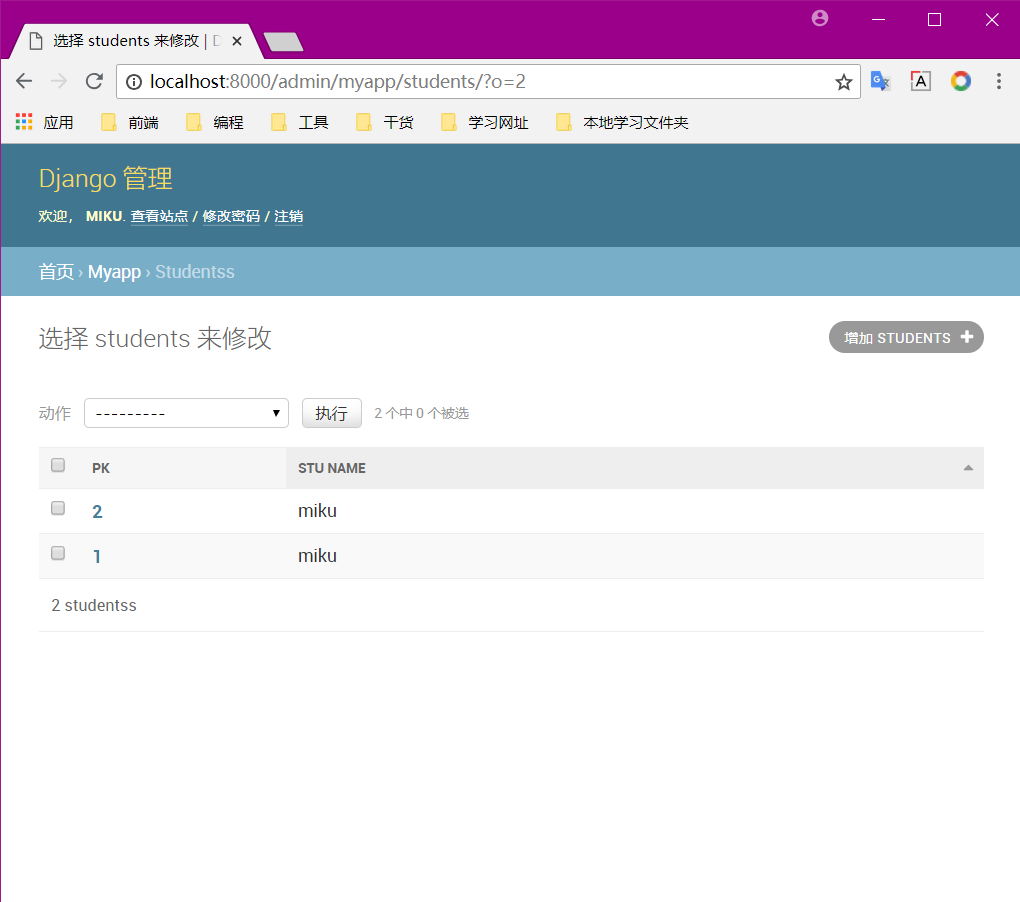 选择 students 来修改 | D
localhost:8000/admin/myapp/students/?o=2
应用 前端 编程 工具 干货 学习网址 本地学习文件夹
Django 管理
欢迎， MIKU. 查看站点 / 修改密码 / 注销
首页 › Myapp › Studentss
选择 students 来修改
增加 STUDENTS
动作 --------- 执行 2 个中 0 个被选
PK STU NAME
2 miku
1 miku
2 studentss